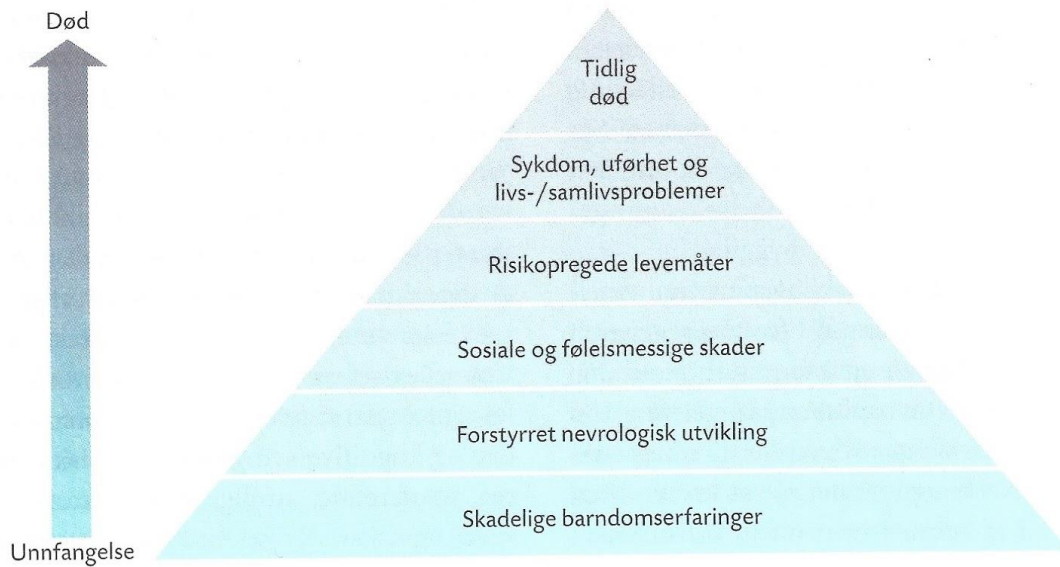 Død
Tidlig
død
Sykdom, uførhet og
livs-/samlivsproblemer
Risikopregede levemåter
Sosiale og følelsmessige skader
Forstyrret nevrologisk utvikling
Skadelige barndomserfaringer
Unnfangelse